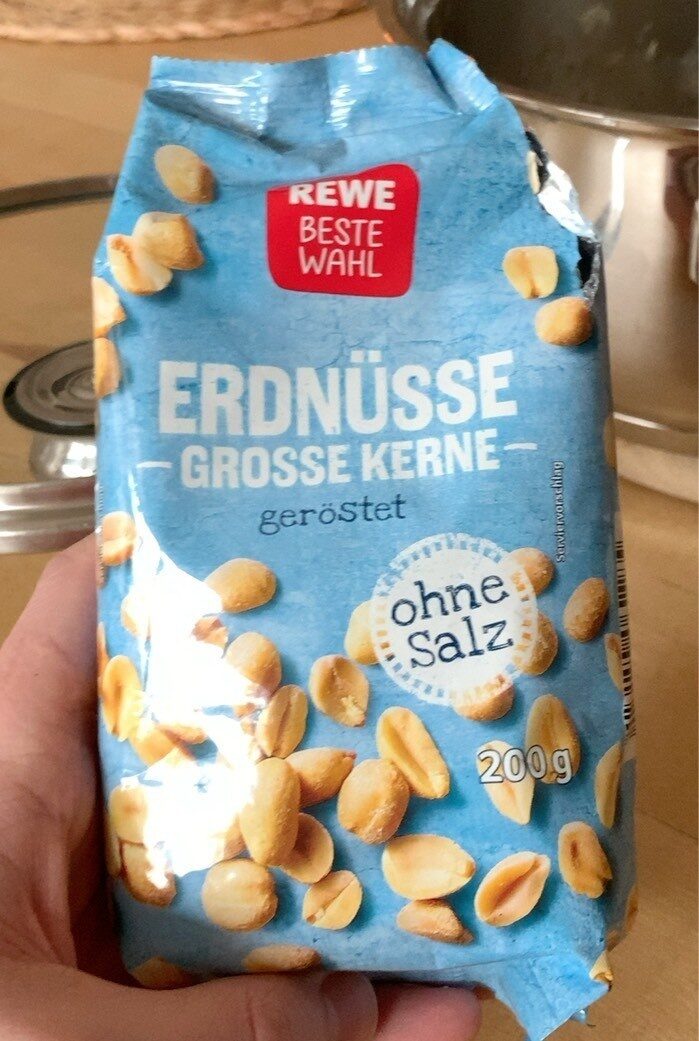 REWE
BESTE
WAHL
ERDNÜSSE
GROSSE KERNE
geröstet
Serviervorschlag
ohne
Salz
200g